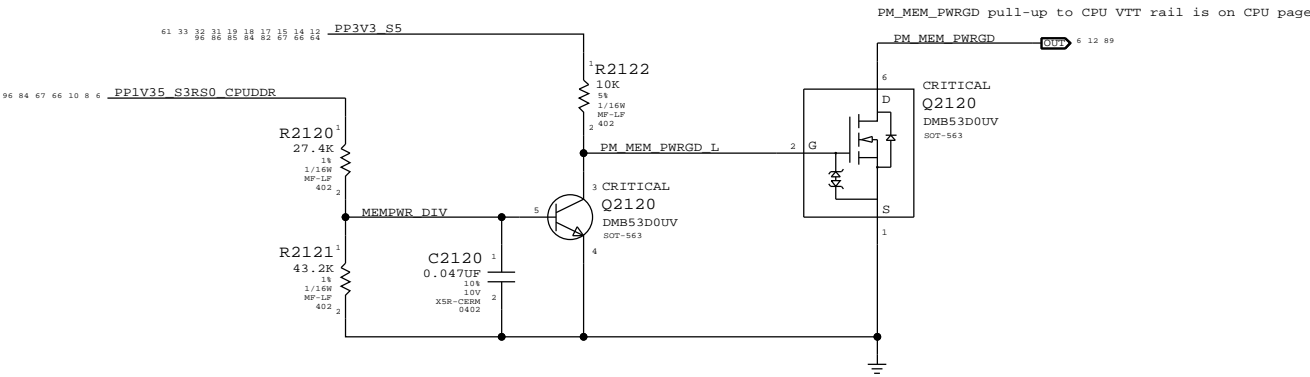 PM_MEM_PWRGD pull-up to CPU VTT rail is on CPU page
61 33 32 31 19 18 17 15 14 12
96 86 85 84 82 67 66 64
PP3V3_S5
PM_MEM_PWRGD
OUT
6 12 89
96 84 67 66 10 8 6
PP1V35_S3RS0_CPUDDR
1
R2122
10K
5%
1/16W
MF-LF
402
2
6
CRITICAL
Q2120
DMB53D0UV
SOT-563
D
R2120
1
27.4K
1%
1/16W
MF-LF
402
2
PM_MEM_PWRGD_L
2
G
3
CRITICAL
Q2120
DMB53D0UV
SOT-563
MEMPWR_DIV
5
4
S
1
R2121
1
43.2K
1%
1/16W
MF-LF
402
2
C2120
1
0.047UF
10%
10V
X5R-CERM
0402
2